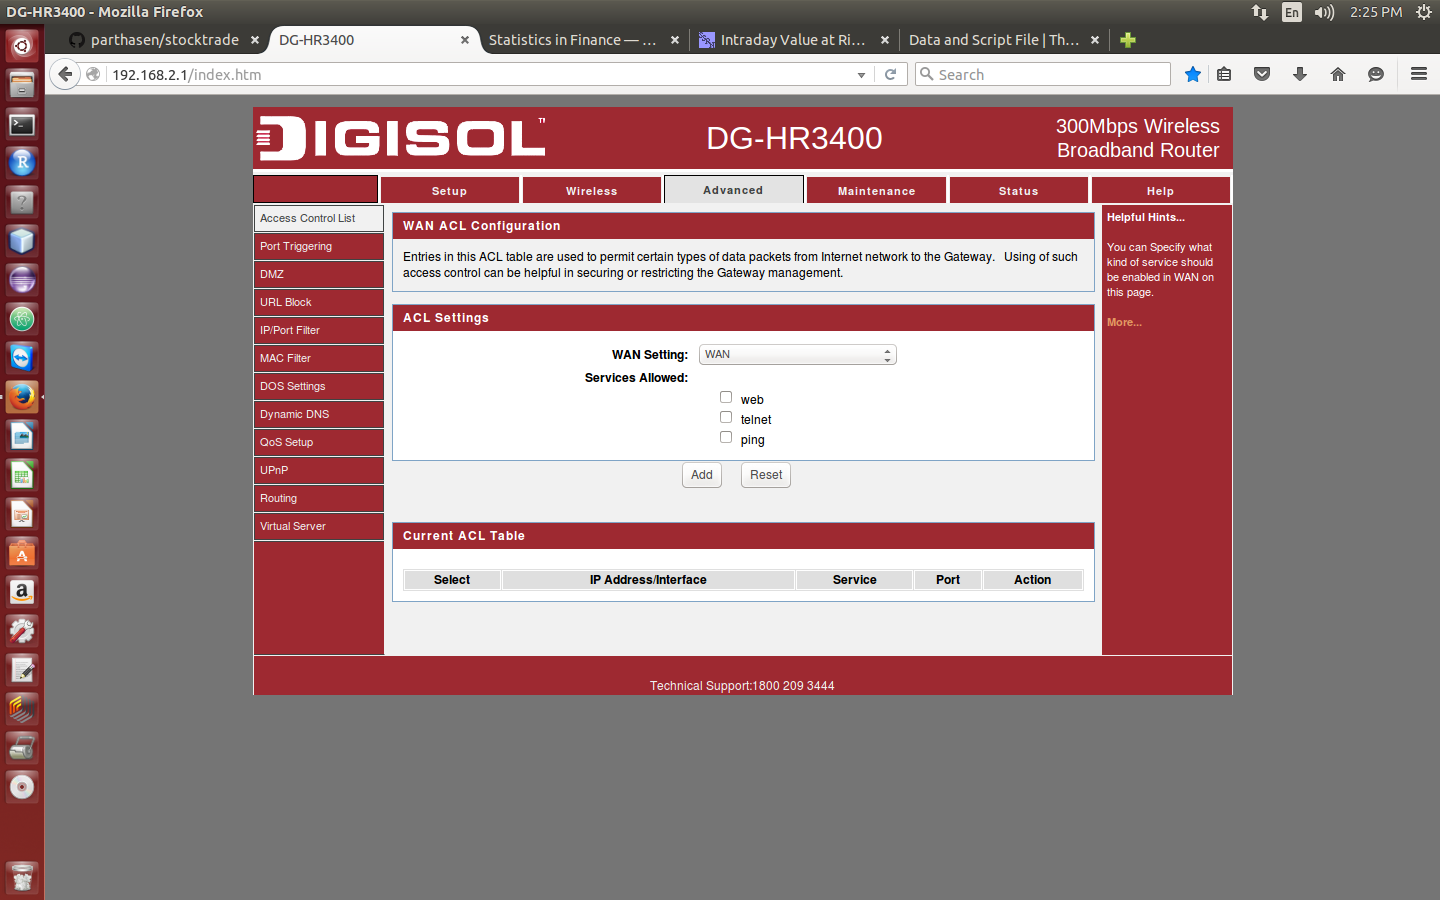 DG-HR3400 - Mozilla Firefox
En
2:25 PM
parthasen/stocktrade
DG-HR3400
Statistics in Finance — ...
Intraday Value at Ri...
Data and Script File | Th...
192.168.2.1/index.htm
Search
DIGISOL TM
DG-HR3400
300Mbps Wireless
Broadband Router
Setup
Wireless
Advanced
Maintenance
Status
Help
Access Control List
Port Triggering
DMZ
URL Block
IP/Port Filter
MAC Filter
DOS Settings
Dynamic DNS
QoS Setup
UPnP
Routing
Virtual Server
WAN ACL Configuration
Entries in this ACL table are used to permit certain types of data packets from Internet network to the Gateway. Using of such
access control can be helpful in securing or restricting the Gateway management.
ACL Settings
WAN Setting: WAN
Services Allowed:
web
telnet
ping
Add Reset
Current ACL Table
Select IP Address/Interface Service Port Action
Helpful Hints...
You can Specify what
kind of service should
be enabled in WAN on
this page.
More...
Technical Support:1800 209 3444